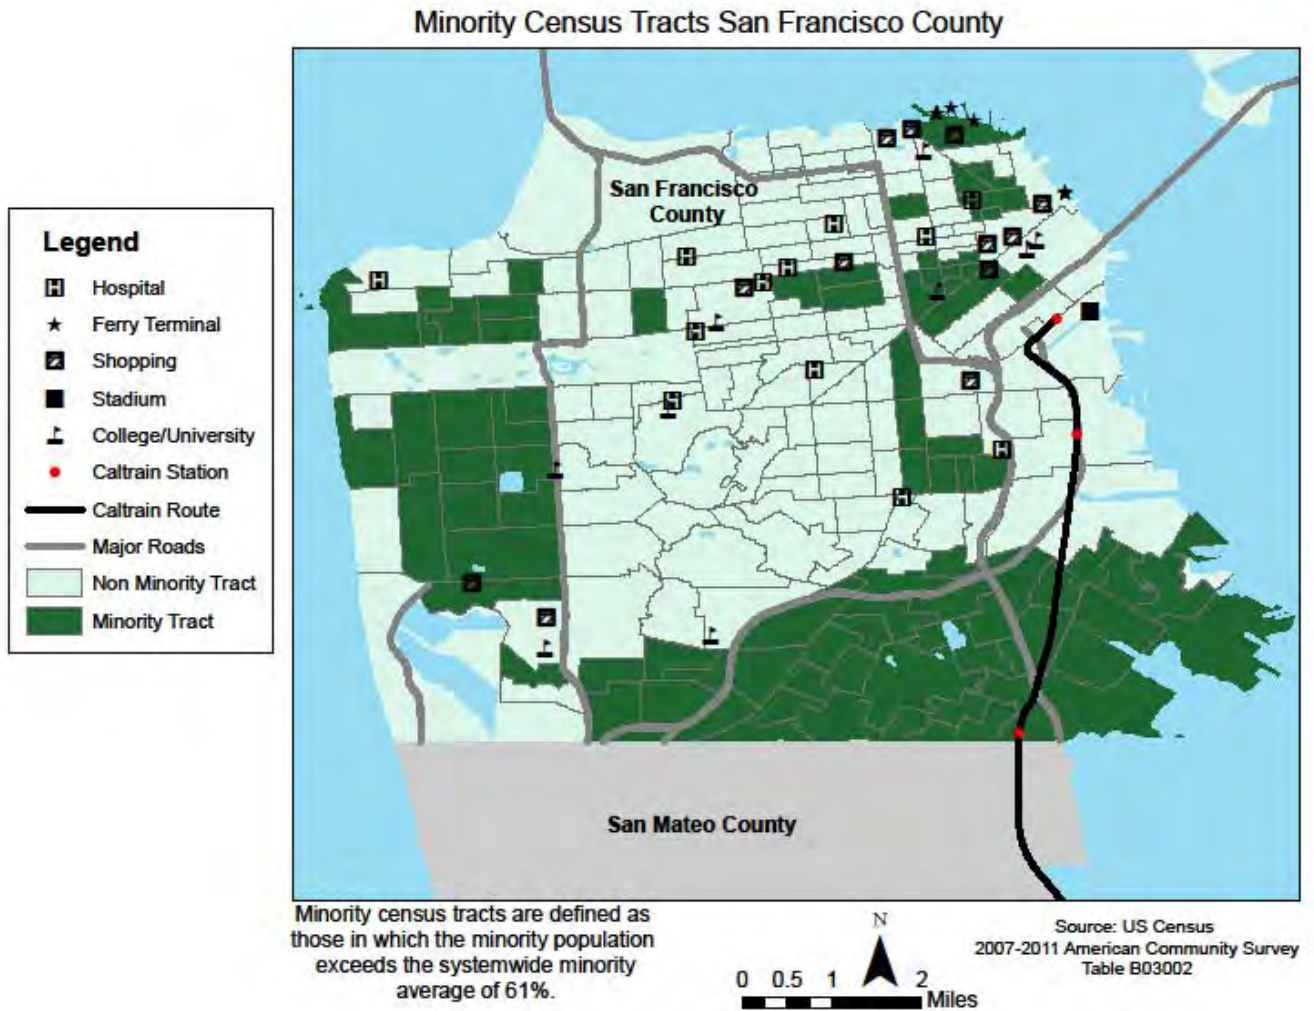 Minority Census Tracts San Francisco County
San Francisco
County
Legend
H Hospital
Ferry Terminal
Shopping
Stadium
College/University
Caltrain Station
Caltrain Route
Major Roads
Non Minority Tract
Minority Tract
H
H
H
H
H
H
H
H
H
H
H
H
San Mateo County
Minority census tracts are defined as
those in which the minority population
exceeds the systemwide minority
average of 61%.
N
0 0.5 1 2
Miles
Source: US Census
2007-2011 American Community Survey
Table B03002